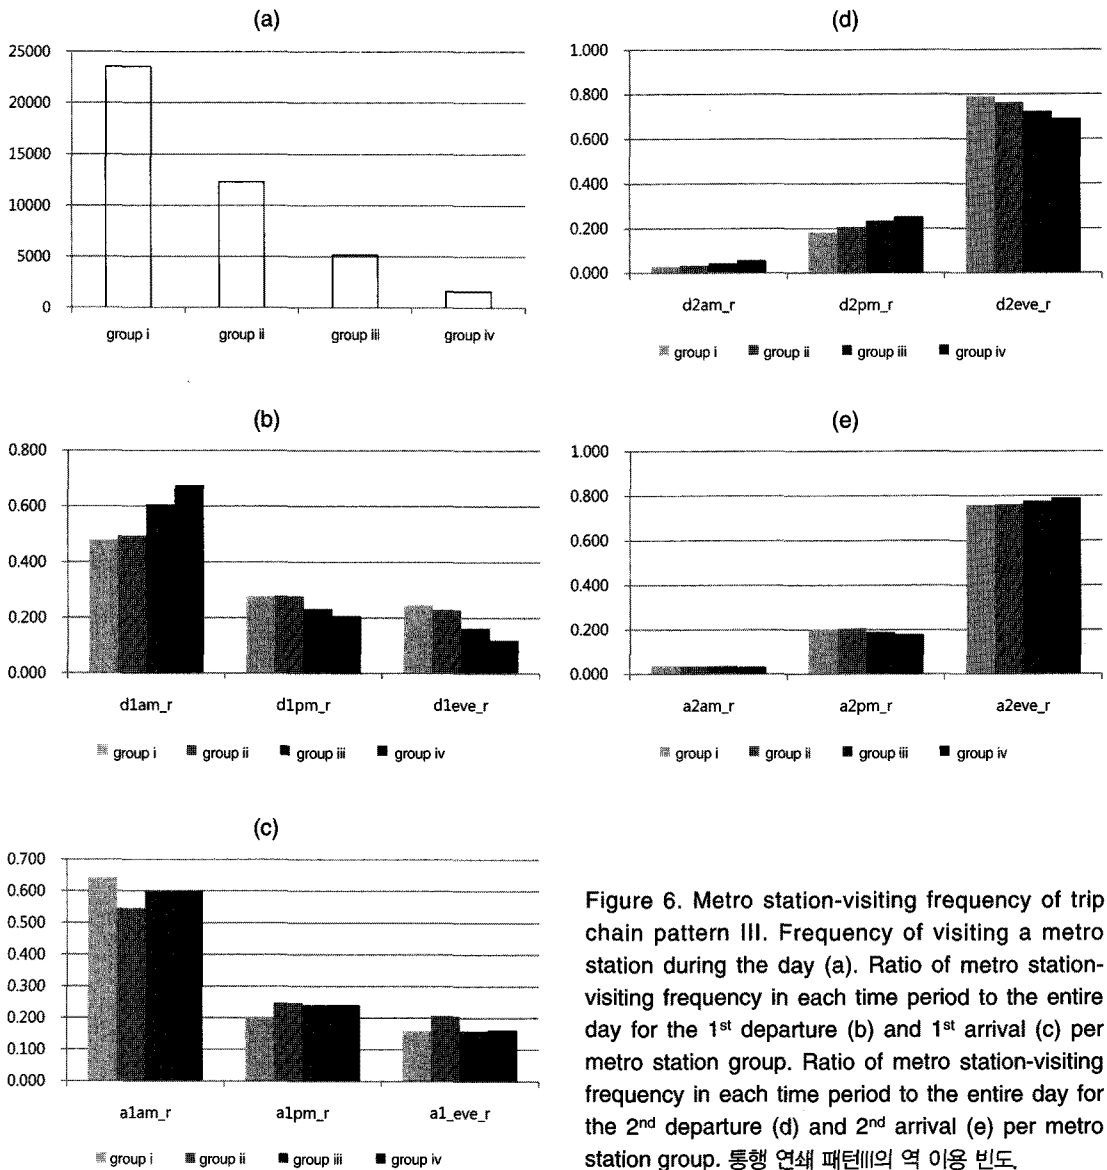 (a)
25000
20000
15000
10000
5000
0
group i group ii group iii group iv
(b)
0.800
0.600
0.400
0.200
0.000
d1am_r d1pm_r d1eve_r
group i group ii group iii group iv
(c)
0.700
0.600
0.500
0.400
0.300
0.200
0.100
0.000
a1am_r a1pm_r a1_eve_r
group i group ii group iii group iv
(d)
1.000
0.800
0.600
0.400
0.200
0.000
d2am_r d2pm_r d2eve_r
group i group ii group iii group iv
(e)
1.000
0.800
0.600
0.400
0.200
0.000
a2am_r a2pm_r a2eve_r
group i group ii group iii group iv
Figure 6. Metro station-visiting frequency of trip
chain pattern III. Frequency of visiting a metro
station during the day (a). Ratio of metro station-
visiting frequency in each time period to the entire
day for the 1st departure (b) and 1st arrival (c) per
metro station group. Ratio of metro station-visiting
frequency in each time period to the entire day for
the 2nd departure (d) and 2nd arrival (e) per metro
station group. 통행 연쇄 패턴III의 역 이용 빈도.